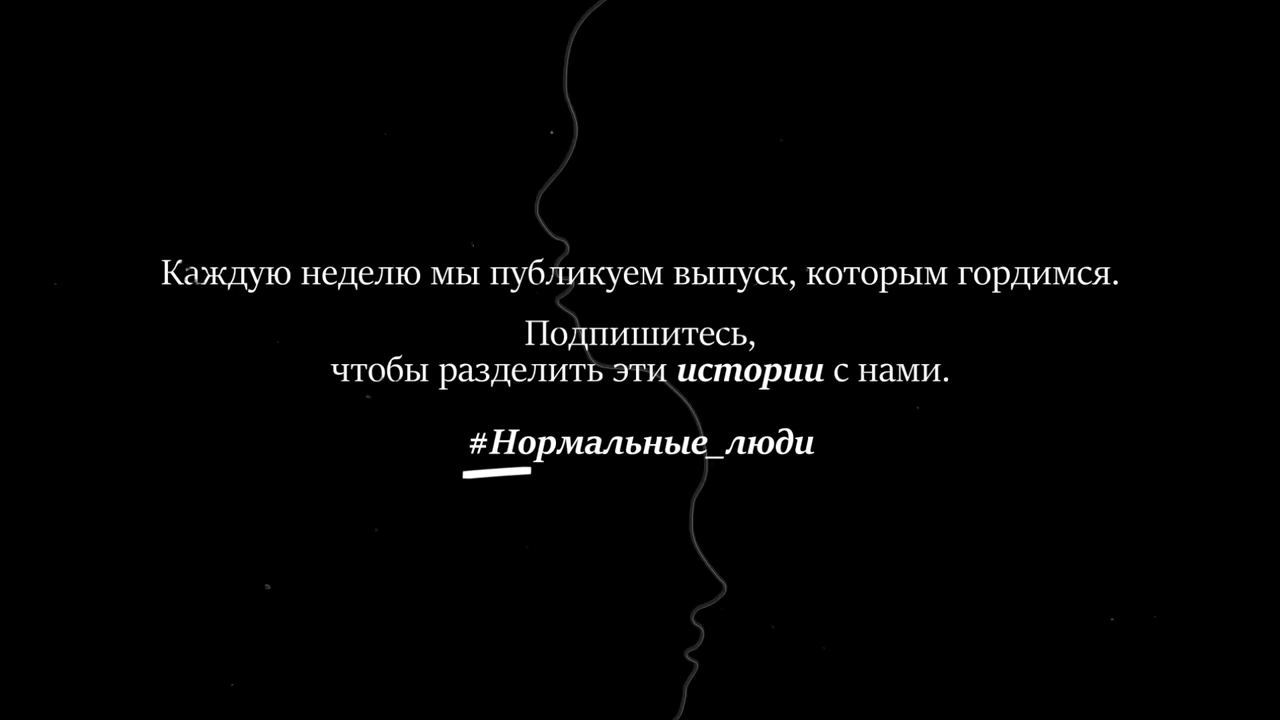 Каждую неделю мы публикуем выпуск, которым гордимся.
Подпишитесь,
чтобы разделить эти истории с нами.
#Нормальные_люди